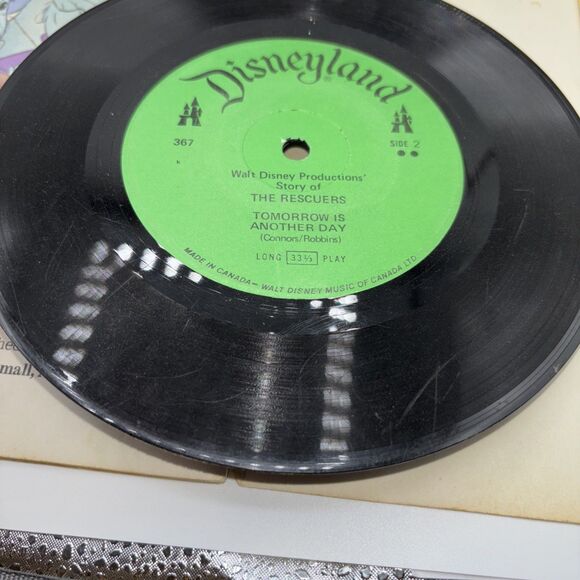 Disneyland®
367
SIDE 2
Walt Disney Productions'
Story of
THE RESCUERS
TOMORROW IS
ANOTHER DAY
(Connors/Robbins)
LONG 33⅓ PLAY
MADE IN CANADA – WALT DISNEY MUSIC OF CANADA LTD
mall,